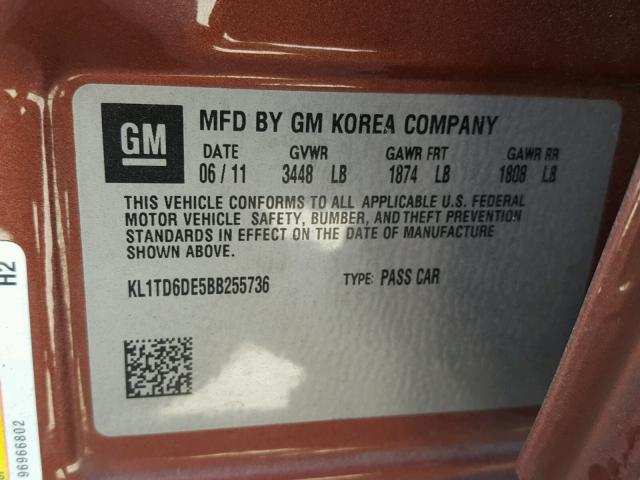 GM
MFD BY GM KOREA COMPANY
DATE GVWR GAWR FRT GAWR RR
06 / 11 3448 LB 1874 LB 1808 LB
THIS VEHICLE CONFORMS TO ALL APPLICABLE U.S. FEDERAL
MOTOR VEHICLE SAFETY, BUMPER, AND THEFT PREVENTION
STANDARDS IN EFFECT ON THE DATE OF MANUFACTURE
SHOWN ABOVE.
KL1TD6DE5BB255736 TYPE: PASS CAR
H2
96966802